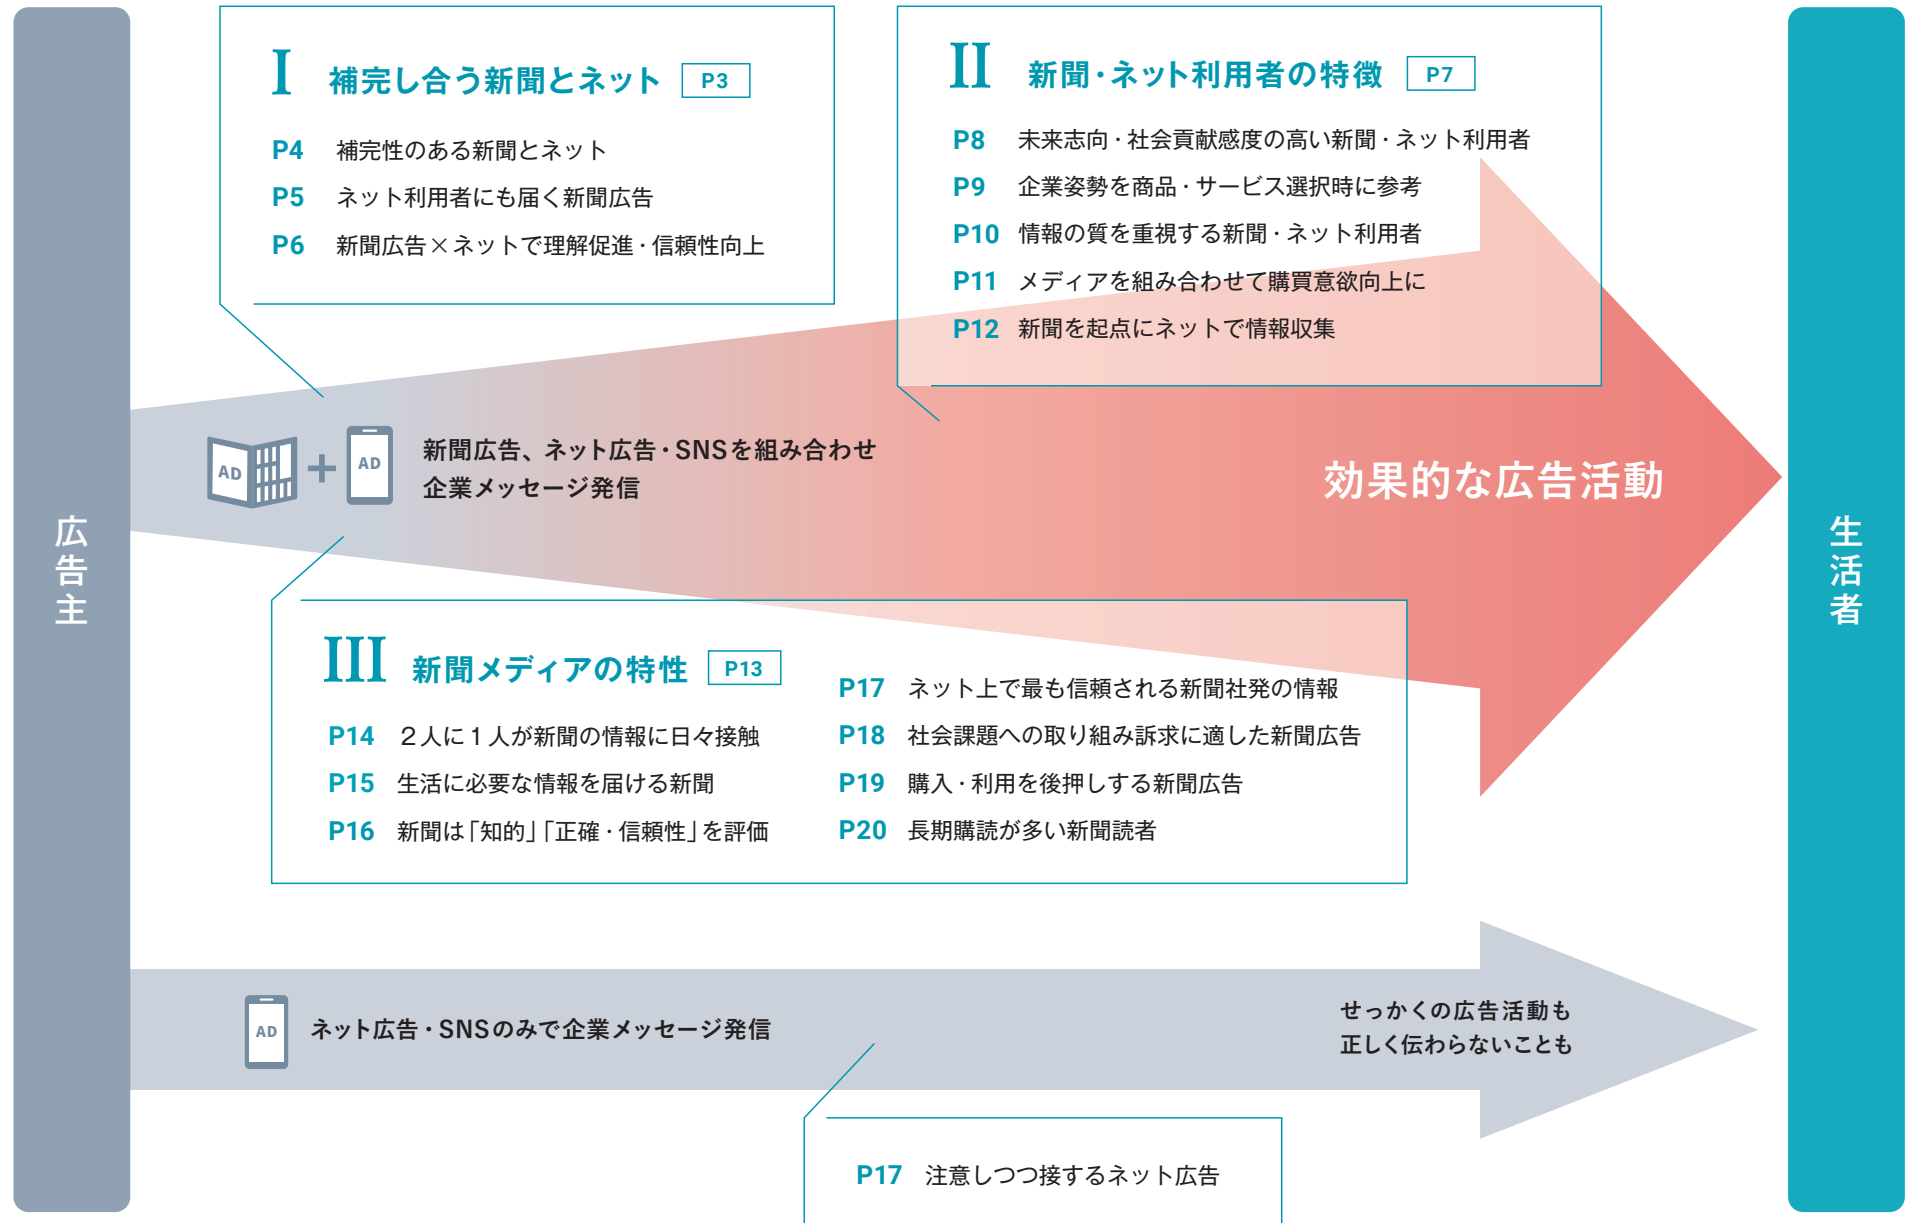 広告主
I 補完し合う新聞とネット P3
P4 補完性のある新聞とネット
P5 ネット利用者にも届く新聞広告
P6 新聞広告×ネットで理解促進・信頼性向上
II 新聞・ネット利用者の特徴 P7
P8 未来志向・社会貢献感度の高い新聞・ネット利用者
P9 企業姿勢を商品・サービス選択時に参考
P10 情報の質を重視する新聞・ネット利用者
P11 メディアを組み合わせて購買意欲向上に
P12 新聞を起点にネットで情報収集
AD + AD
新聞広告、ネット広告・SNSを組み合わせ
企業メッセージ発信
効果的な広告活動
III 新聞メディアの特性 P13
P14 2人に1人が新聞の情報に日々接触
P15 生活に必要な情報を届ける新聞
P16 新聞は「知的」「正確・信頼性」を評価
P17 ネット上で最も信頼される新聞社発の情報
P18 社会課題への取り組み訴求に適した新聞広告
P19 購入・利用を後押しする新聞広告
P20 長期購読が多い新聞読者
AD
ネット広告・SNSのみで企業メッセージ発信
せっかくの広告活動も
正しく伝わらないことも
P17 注意しつつ接するネット広告
生活者